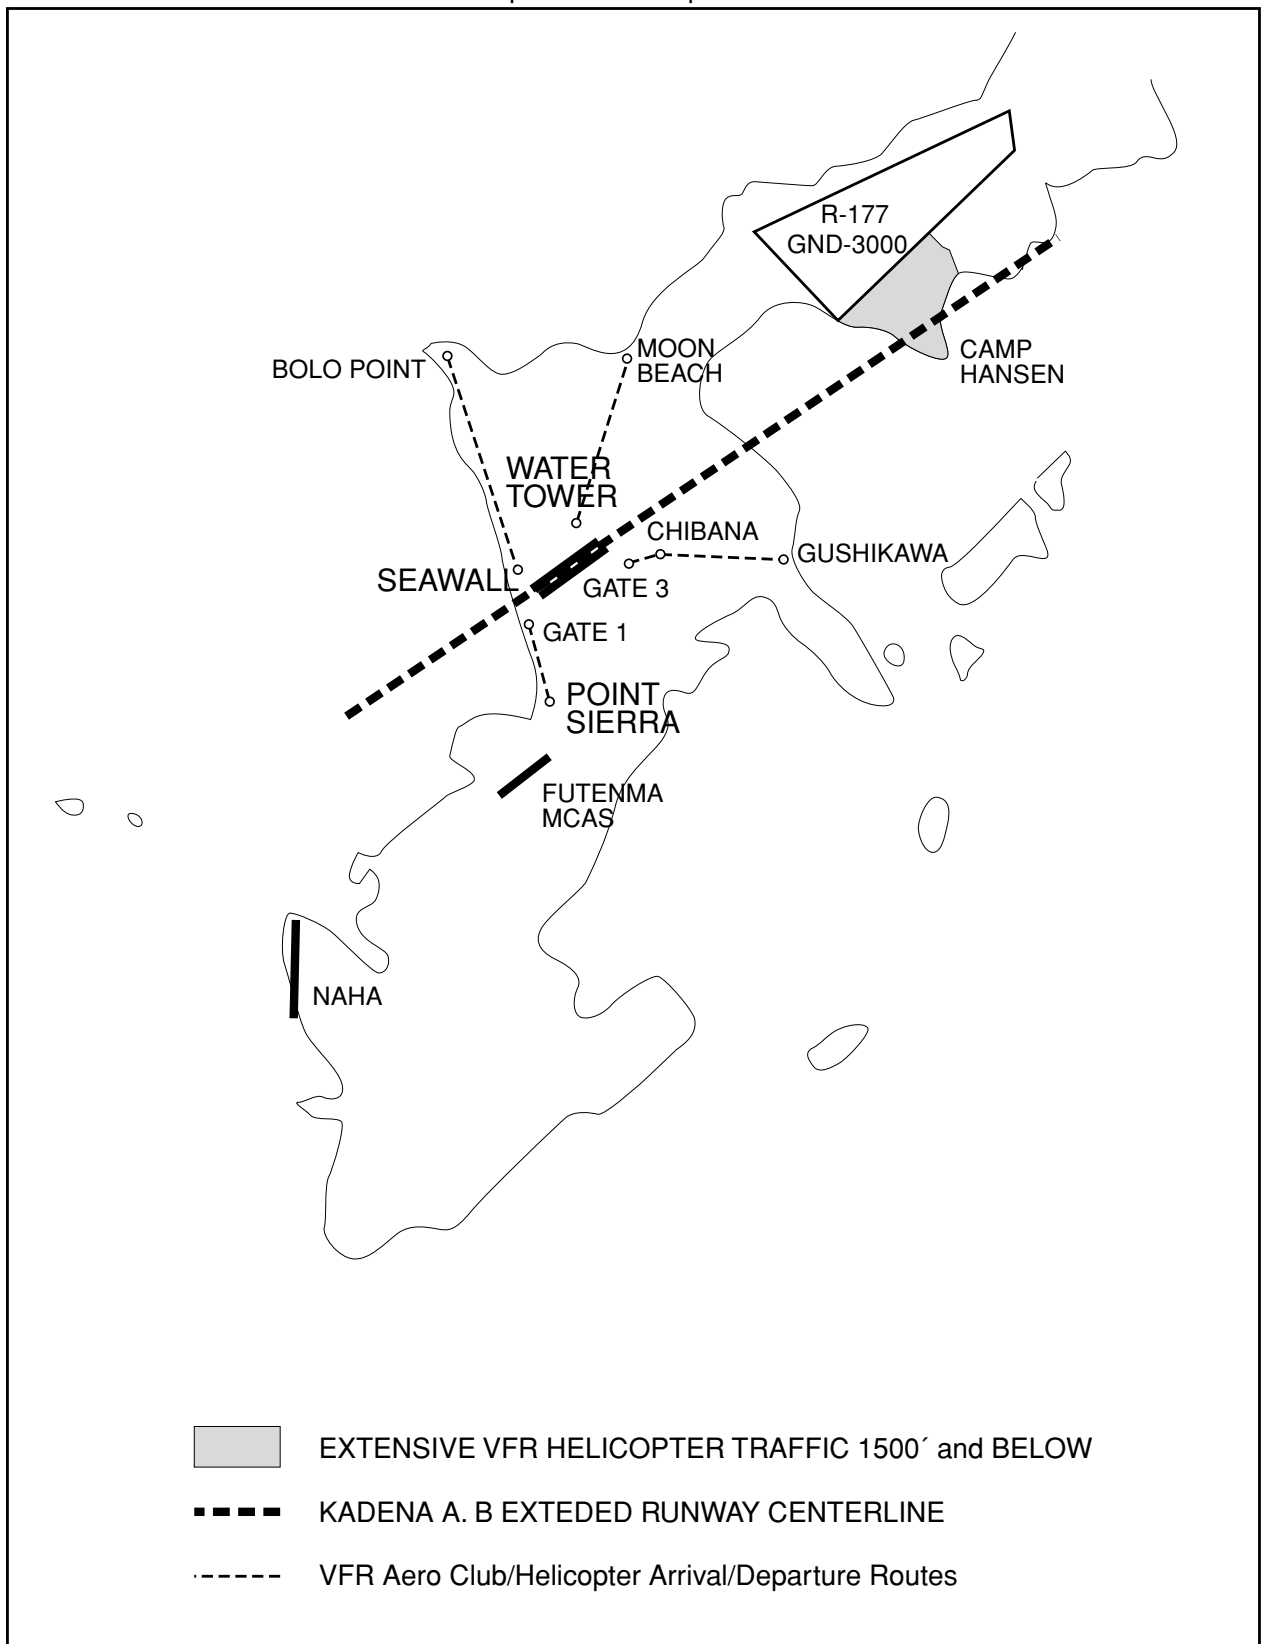 R-177
GND-3000
MOON
BEACH
BOLO POINT
CAMP
HANSEN
WATER
TOWER
CHIBANA
GUSHIKAWA
SEAWALL
GATE 3
GATE 1
POINT
SIERRA
FUTENMA
MCAS
NAHA
EXTENSIVE VFR HELICOPTER TRAFFIC 1500´ and BELOW
KADENA A. B EXTEDED RUNWAY CENTERLINE
VFR Aero Club/Helicopter Arrival/Departure Routes